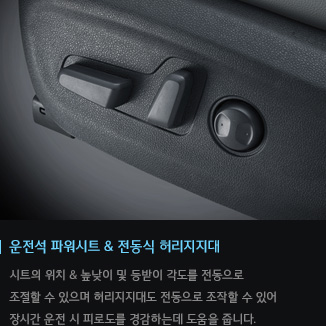 운전석 파워시트 & 전동식 허리지지대
시트의 위치 & 높낮이 및 등받이 각도를 전동으로
조절할 수 있으며 허리지지대도 전동으로 조작할 수 있어
장시간 운전 시 피로도를 경감하는데 도움을 줍니다.